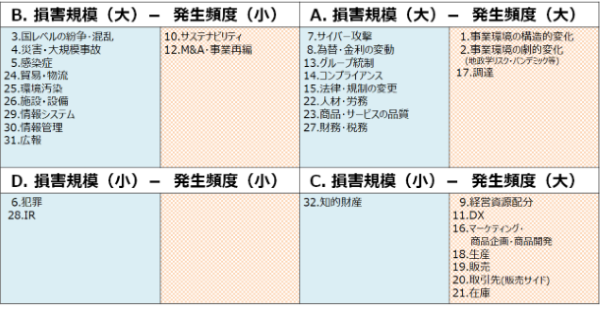 B. 損害規模（大）－ 発生頻度（小）
3.国レベルの紛争・混乱
4.災害・大規模事故
5.感染症
24.貿易・物流
25.環境汚染
26.施設・設備
29.情報システム
30.情報管理
31.広報
10.サステナビリティ
12.M&A・事業再編
A. 損害規模（大）－ 発生頻度（大）
7.サイバー攻撃
8.為替・金利の変動
13.グループ統制
14.コンプライアンス
15.法律・規制の変更
22.人材・労務
23.商品・サービスの品質
27.財務・税務
1.事業環境の構造的変化
2.事業環境の劇的変化
(地政学リスク・パンデミック等)
17.調達
D. 損害規模（小）－ 発生頻度（小）
6.犯罪
28.IR
C. 損害規模（小）－ 発生頻度（大）
32.知的財産
9.経営資源配分
11.DX
16.マーケティング・
商品企画・商品開発
18.生産
19.販売
20.取引先(販売サイド)
21.在庫